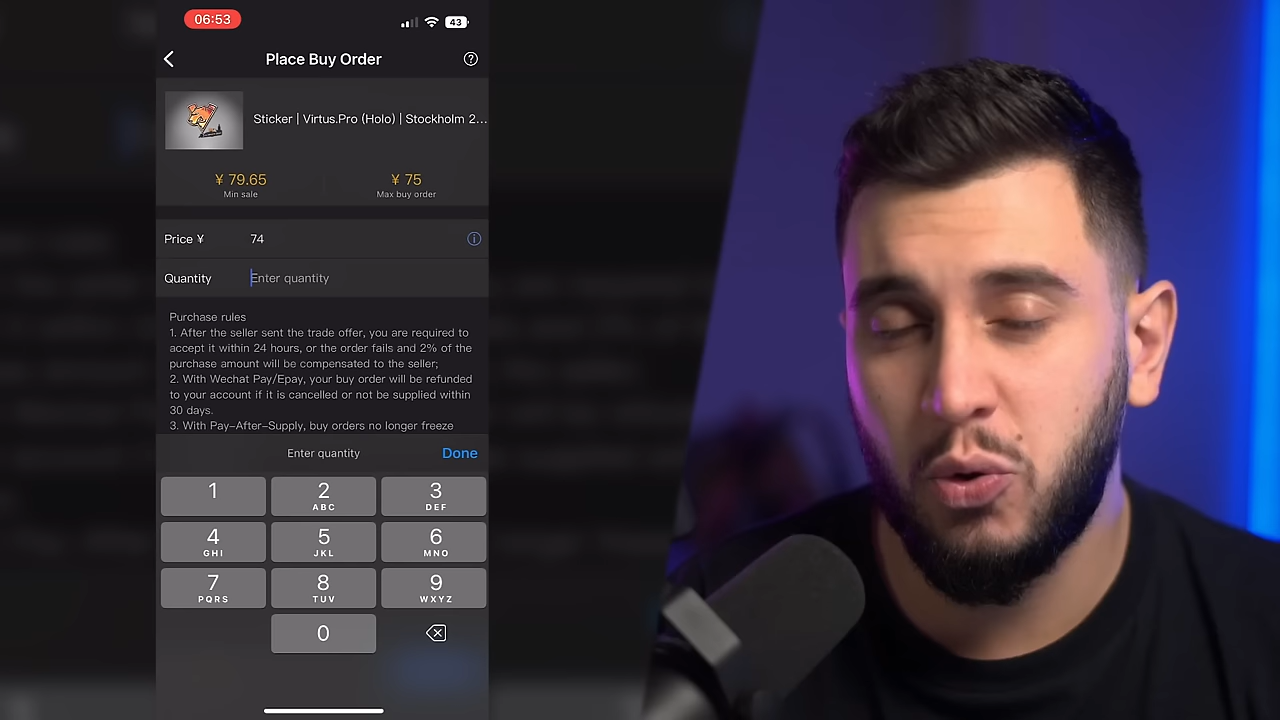 06:53
43
Place Buy Order
Sticker | Virtus.Pro (Holo) | Stockholm 2...
¥ 79.65
¥ 75
Min sale
Max buy order
Price ¥ 74
Quantity Enter quantity
Purchase rules
1. After the seller sent the trade offer, you are required to
accept it within 24 hours, or the order fails and 2% of the
purchase amount will be compensated to the seller;
2. With Wechat Pay/Epay, your buy order will be refunded
to your account if it is cancelled or not be supplied within
30 days.
3. With Pay-After-Supply, buy orders no longer freeze
Enter quantity Done
1 2 3
ABC DEF
4 5 6
GHI JKL MNO
7 8 9
PQRS TUV WXYZ
0